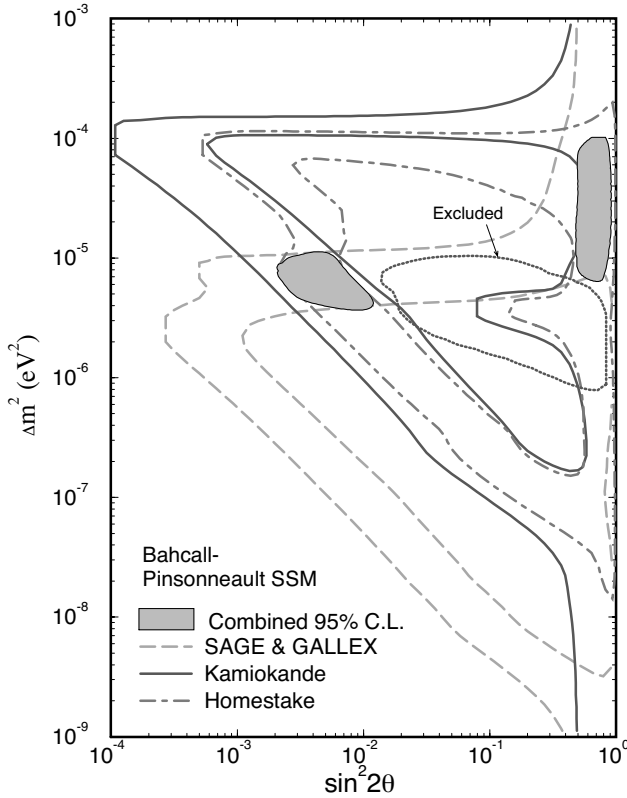 10⁻³
10⁻⁴
10⁻⁵
10⁻⁶
10⁻⁷
10⁻⁸
10⁻⁹
Δm² (eV²)
Excluded
Bahcall-
Pinsonneault SSM
Combined 95% C.L.
SAGE & GALLEX
Kamiokande
Homestake
10⁻⁴ 10⁻³ 10⁻² 10⁻¹ 10⁰
sin²2θ